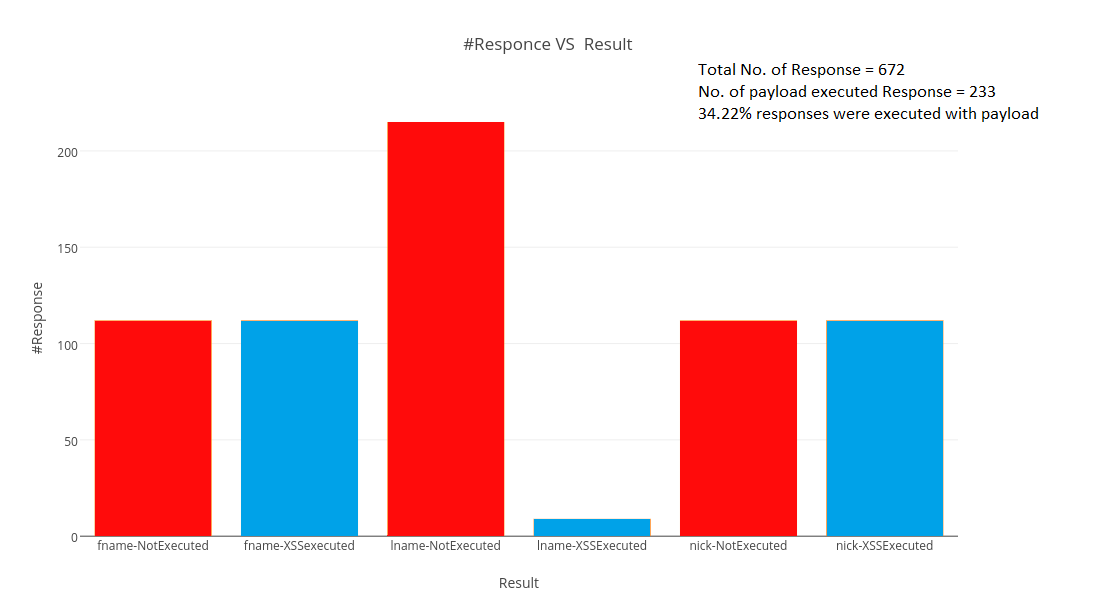 #Responce VS  Result
Total No. of Response = 672
No. of payload executed Response = 233
34.22% responses were executed with payload
200
150
100
50
0
#Response
fname-NotExecuted
fname-XSSexecuted
lname-NotExecuted
lname-XSSExecuted
nick-NotExecuted
nick-XSSExecuted
Result